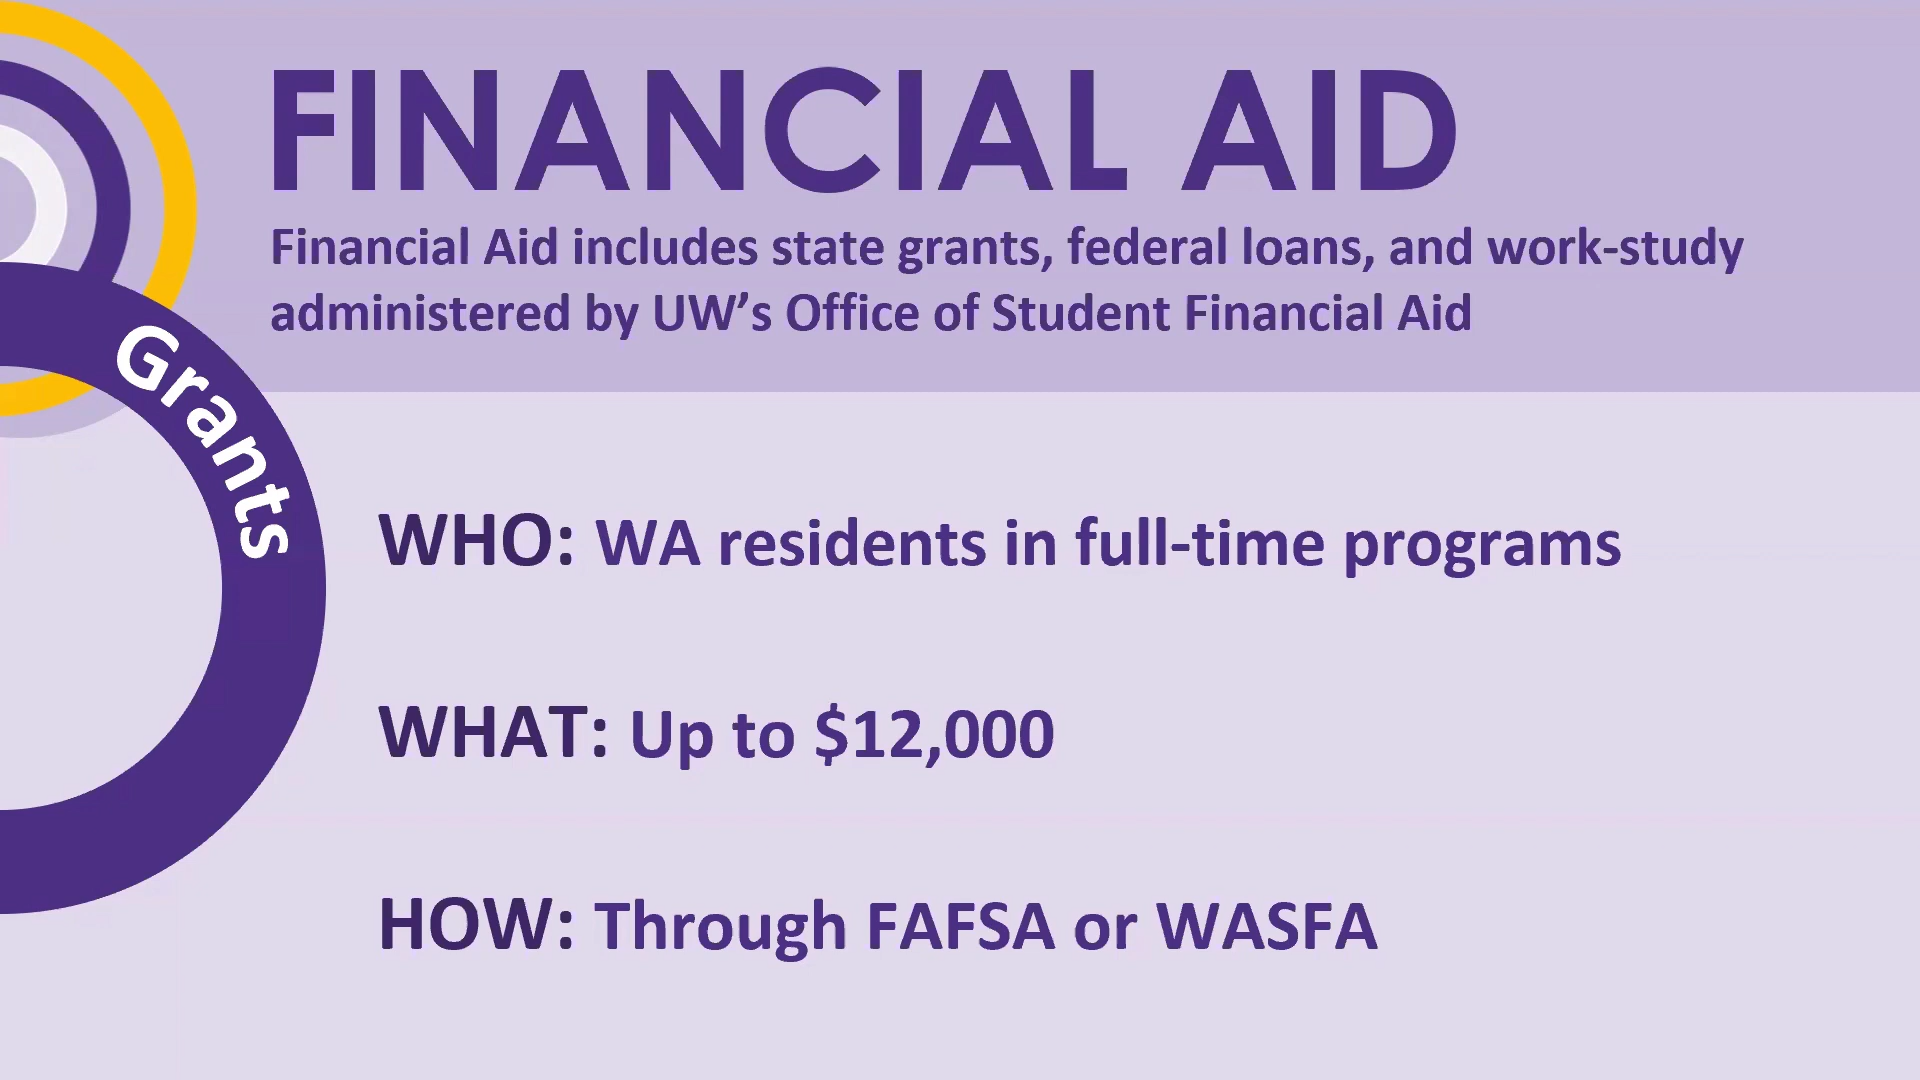 FINANCIAL AID
Financial Aid includes state grants, federal loans, and work-study
administered by UW’s Office of Student Financial Aid
Grants
WHO: WA residents in full-time programs
WHAT: Up to $12,000
HOW: Through FAFSA or WASFA